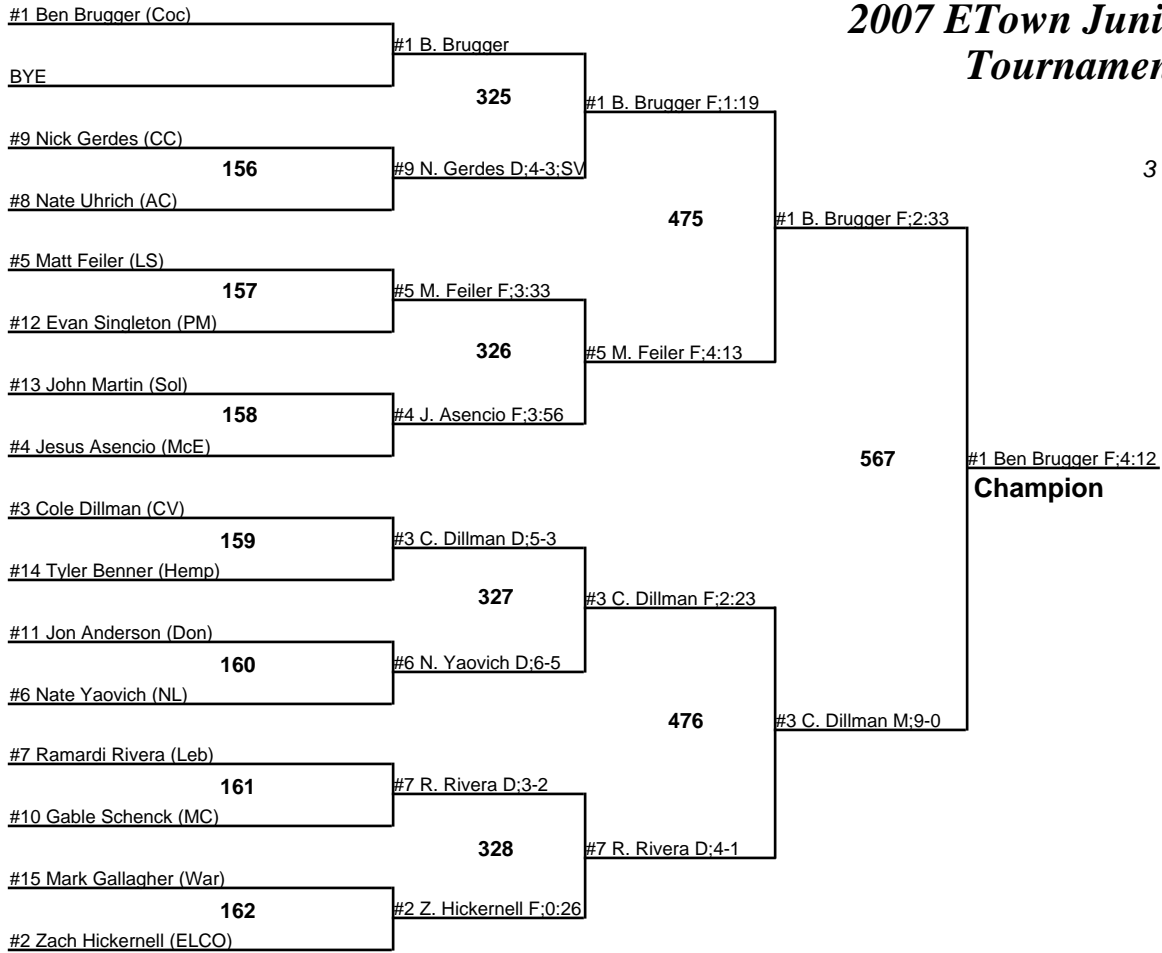 2007 ETown Juni
Tournamen
3
#1 Ben Brugger (Coc)
BYE
#9 Nick Gerdes (CC)
156
#8 Nate Uhrich (AC)
#5 Matt Feiler (LS)
157
#12 Evan Singleton (PM)
#13 John Martin (Sol)
158
#4 Jesus Asencio (McE)
#3 Cole Dillman (CV)
159
#14 Tyler Benner (Hemp)
#11 Jon Anderson (Don)
160
#6 Nate Yaovich (NL)
#7 Ramardi Rivera (Leb)
161
#10 Gable Schenck (MC)
#15 Mark Gallagher (War)
162
#2 Zach Hickernell (ELCO)
#1 B. Brugger
325
#9 N. Gerdes D;4-3;SV
#5 M. Feiler F;3:33
326
#4 J. Asencio F;3:56
#3 C. Dillman D;5-3
327
#6 N. Yaovich D;6-5
#7 R. Rivera D;3-2
328
#2 Z. Hickernell F;0:26
#1 B. Brugger F;1:19
475
#5 M. Feiler F;4:13
#3 C. Dillman F;2:23
476
#7 R. Rivera D;4-1
#1 B. Brugger F;2:33
567
#3 C. Dillman M;9-0
#1 Ben Brugger F;4:12
Champion